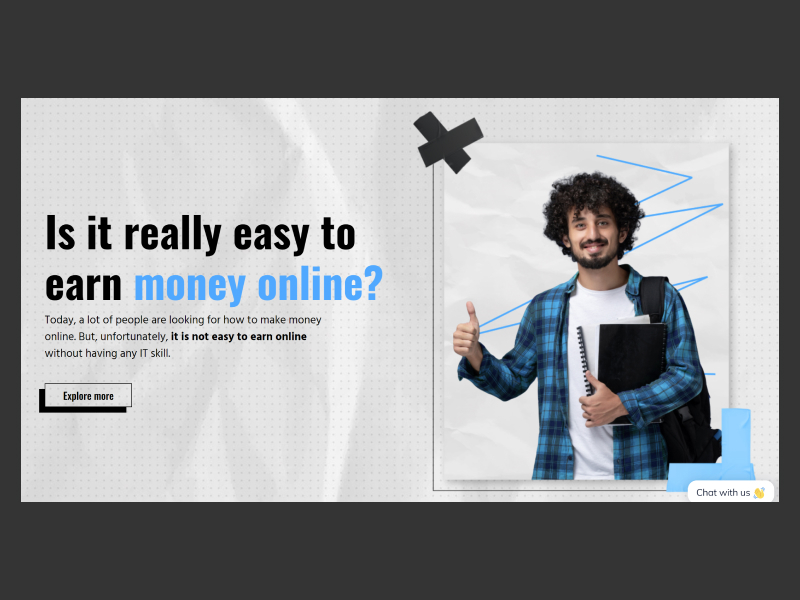 Is it really easy to
earn money online?
Today, a lot of people are looking for how to make money
online. But, unfortunately, it is not easy to earn online
without having any IT skill.
Explore more
Chat with us 👋